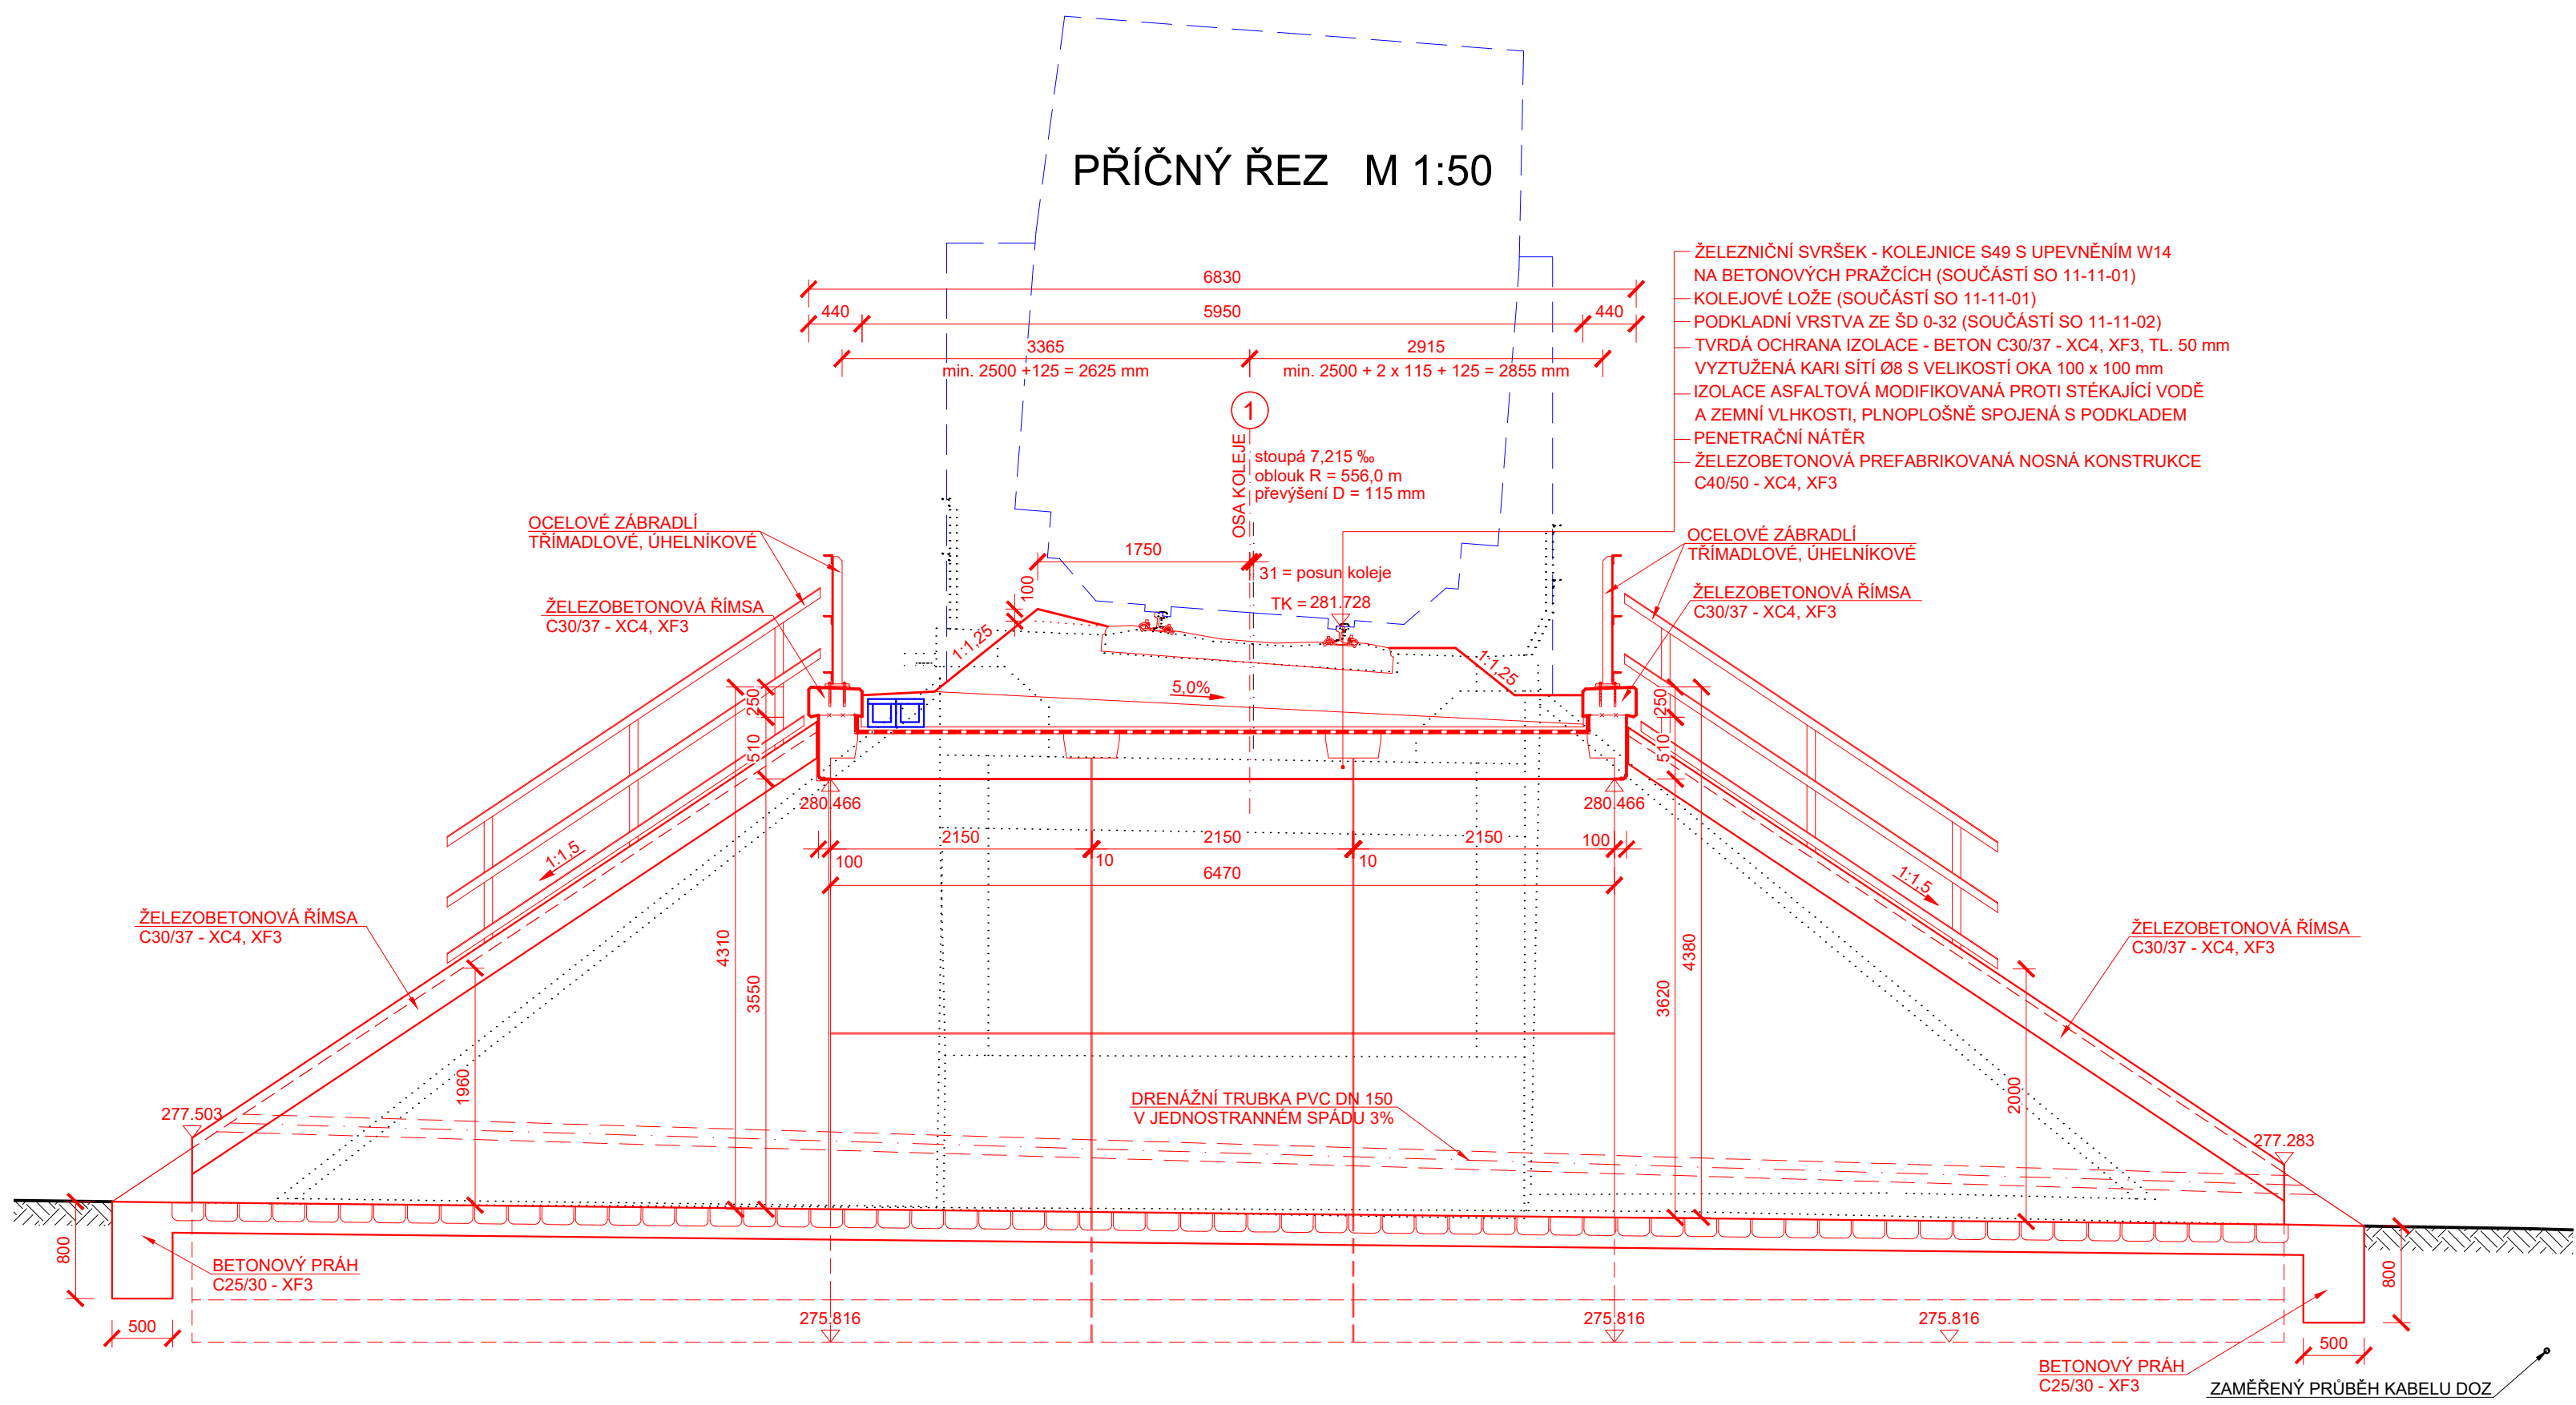 PŘÍČNÝ ŘEZ M 1:50
6830
440
5950
440
3365
2915
min. 2500 +125 = 2625 mm
min. 2500 + 2 x 115 + 125 = 2855 mm
ŽELEZNIČNÍ SVRŠEK - KOLEJNICE S49 S UPEVNĚNÍM W14
NA BETONOVÝCH PRAŽCÍCH (SOUČÁSTÍ SO 11-11-01)
KOLEJOVÉ LOŽE (SOUČÁSTÍ SO 11-11-01)
PODKLADNÍ VRSTVA ZE ŠD 0-32 (SOUČÁSTÍ SO 11-11-02)
TVRDÁ OCHRANA IZOLACE - BETON C30/37 - XC4, XF3, TL. 50 mm
VYZTUŽENÁ KARI SÍTÍ Ø8 S VELIKOSTÍ OKA 100 x 100 mm
IZOLACE ASFALTOVÁ MODIFIKOVANÁ PROTI STÉKAJÍCÍ VODĚ
A ZEMNÍ VLHKOSTI, PLNOPLOŠNĚ SPOJENÁ S PODKLADEM
PENETRAČNÍ NÁTĚR
ŽELEZOBETONOVÁ PREFABRIKOVANÁ NOSNÁ KONSTRUKCE
C40/50 - XC4, XF3
1
OSA KOLEJE
stoupá 7,215 ‰
oblouk R = 556,0 m
převýšení D = 115 mm
OCELOVÉ ZÁBRADLÍ
TŘÍMADLOVÉ, ÚHELNÍKOVÉ
OCELOVÉ ZÁBRADLÍ
TŘÍMADLOVÉ, ÚHELNÍKOVÉ
1750
31 = posun koleje
100
TK = 281.728
ŽELEZOBETONOVÁ ŘÍMSA
C30/37 - XC4, XF3
ŽELEZOBETONOVÁ ŘÍMSA
C30/37 - XC4, XF3
1:1,25
1:1,25
5,0%
250
510
250
510
280.466
280.466
2150
2150
2150
100
100
10
10
6470
1:1,5
1:1,5
ŽELEZOBETONOVÁ ŘÍMSA
C30/37 - XC4, XF3
ŽELEZOBETONOVÁ ŘÍMSA
C30/37 - XC4, XF3
4310
3550
4380
3620
1960
2000
DRENÁŽNÍ TRUBKA PVC DN 150
V JEDNOSTRANNÉM SPÁDU 3%
277.503
277.283
800
800
BETONOVÝ PRÁH
C25/30 - XF3
500
275.816
275.816
275.816
500
BETONOVÝ PRÁH
C25/30 - XF3
ZAMĚŘENÝ PRŮBĚH KABELU DOZ